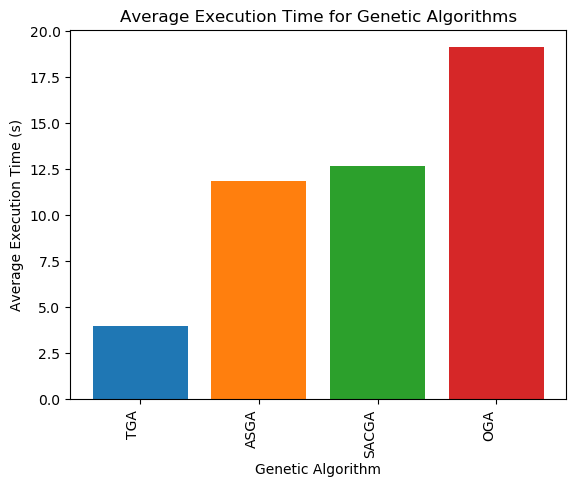 Average Execution Time for Genetic Algorithms
Average Execution Time (s)
20.0
17.5
15.0
12.5
10.0
7.5
5.0
2.5
0.0
TGA
ASGA
SACGA
OGA
Genetic Algorithm